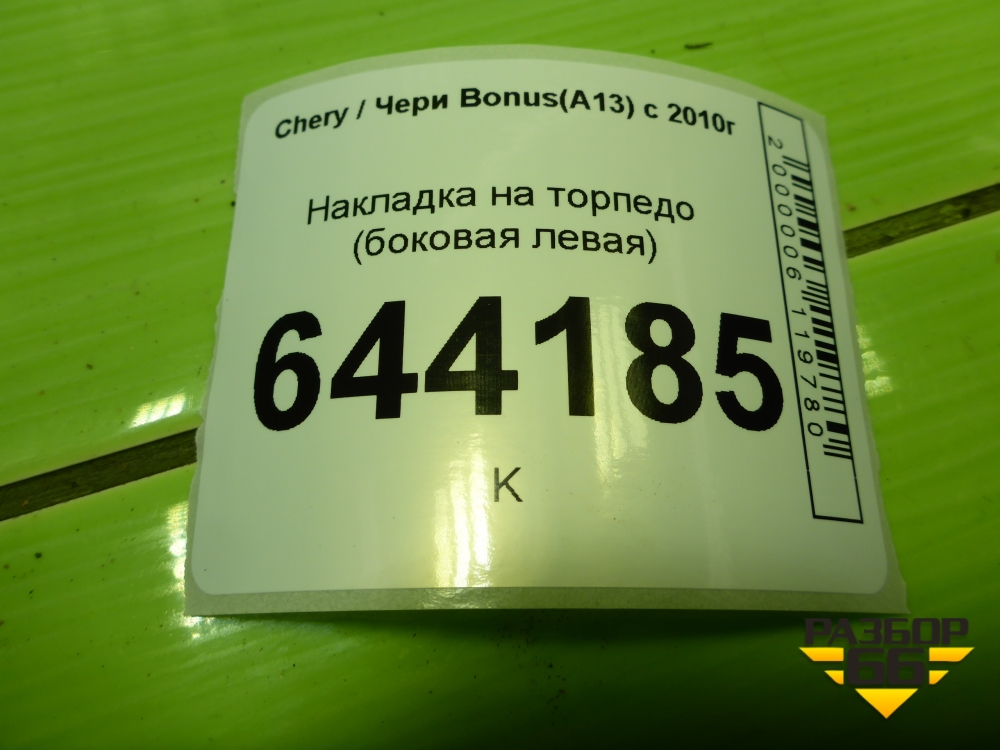 Chery / Чери Bonus(A13) с 2010г
Накладка на торпедо
(боковая левая)
644185
К
2000006119780
РАЗБОР
66